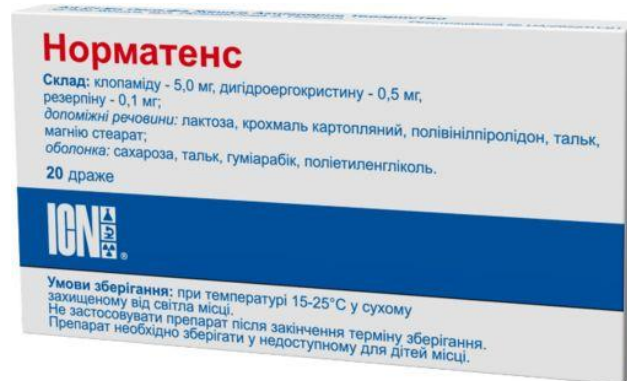 Норматенс
Склад: клопаміду - 5,0 мг, дигідроергокристину - 0,5 мг,
резерпіну - 0,1 мг;
допоміжні речовини: лактоза, крохмаль картопляний, полівінілпіролідон, тальк,
магнію стеарат;
оболонка: сахароза, тальк, гуміарабік, поліетиленгліколь.
20 драже
ICN®
Умови зберігання: при температурі 15-25°C у сухому
захищеному від світла місці.
Не застосовувати препарат після закінчення терміну зберігання.
Препарат необхідно зберігати у недоступному для дітей місці.